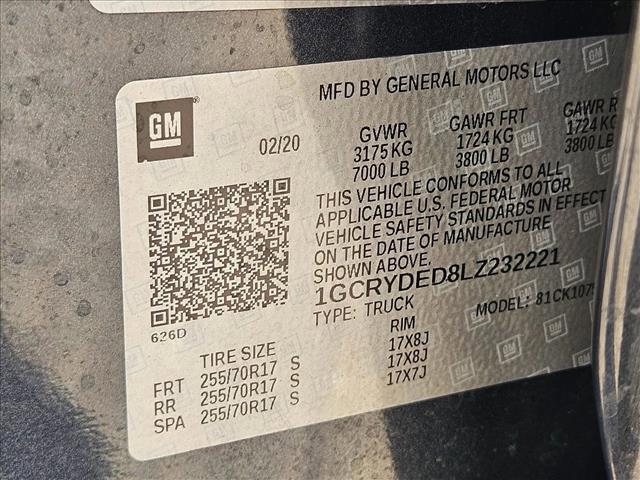 GM
MFD BY GENERAL MOTORS LLC
02/20
GVWR GAWR FRT GAWR
3175 KG 1724 KG 1724
7000 LB 3800 LB 3800 LB
THIS VEHICLE CONFORMS TO ALL
APPLICABLE U.S. FEDERAL MOTOR
VEHICLE SAFETY STANDARDS IN EFFECT
ON THE DATE OF MANUFACTURE
SHOWN ABOVE.
1GCRYDED8LZ232221
TYPE: TRUCK MODEL:
626D
TIRE SIZE RIM
FRT 255/70R17 S 17X8J
RR 255/70R17 S 17X8J
SPA 255/70R17 S 17X7J